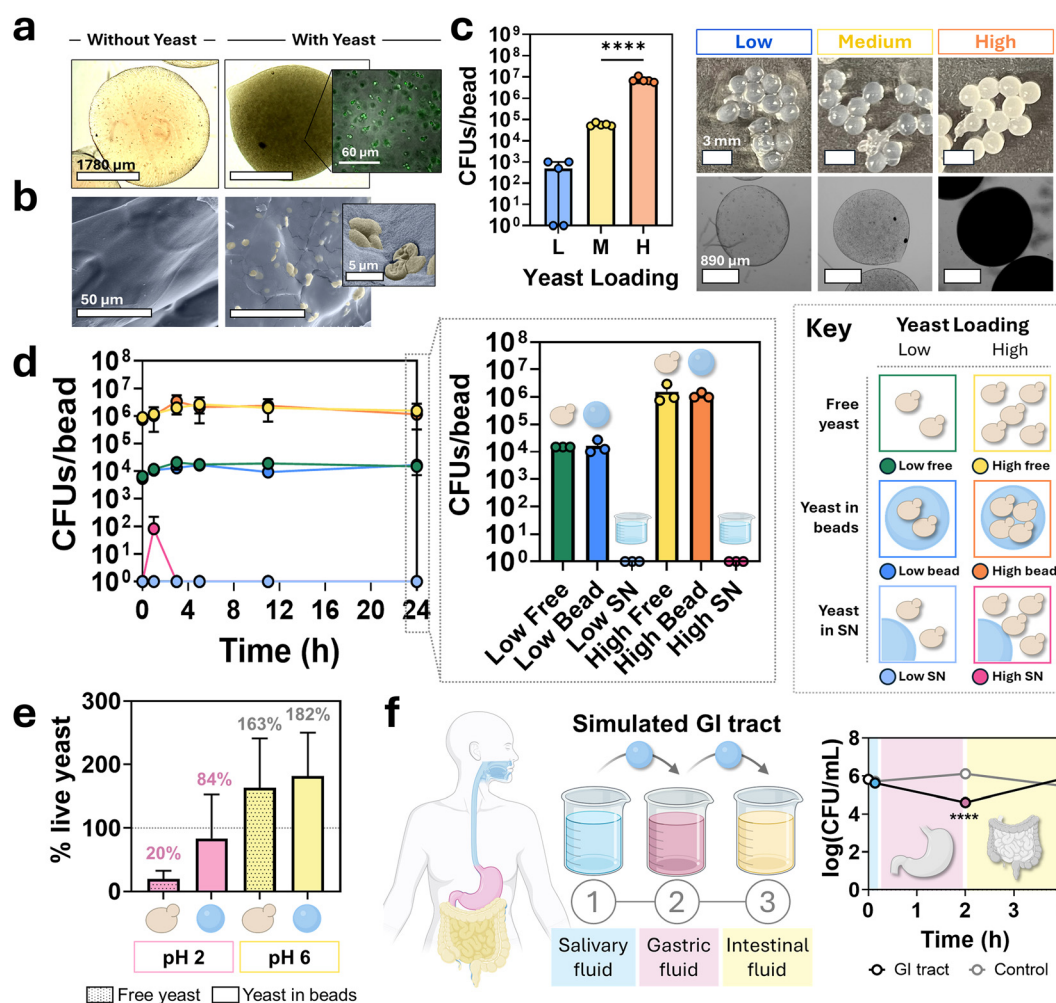 a
Without Yeast
With Yeast
1780 µm
60 µm
b
50 µm
5 µm
c
CFUs/bead
10⁹
10⁸
10⁷
10⁶
10⁵
10⁴
10³
10²
10¹
10⁰
****
L M H
Yeast Loading
Low Medium High
3 mm
890 µm
d
CFUs/bead
10⁸
10⁶
10⁴
10²
10⁰
0 4 8 12 16 20 24
Time (h)
CFUs/bead
10⁸
10⁷
10⁶
10⁵
10⁴
10³
10²
10¹
10⁰
Low Free
Low Bead
Low SN
High Free
High Bead
High SN
Key
Yeast Loading
Low High
Free
yeast
Low free High free
Yeast in
beads
Low bead High bead
Yeast
in SN
Low SN High SN
e
% live yeast
300
200
100
0
20%
84%
163%
182%
pH 2 pH 6
Free yeast Yeast in beads
f
Simulated GI tract
1 2 3
Salivary
fluid
Gastric
fluid
Intestinal
fluid
log(CFU/mL)
8
6
4
2
0
****
0 1 2 3
Time (h)
GI tract Control